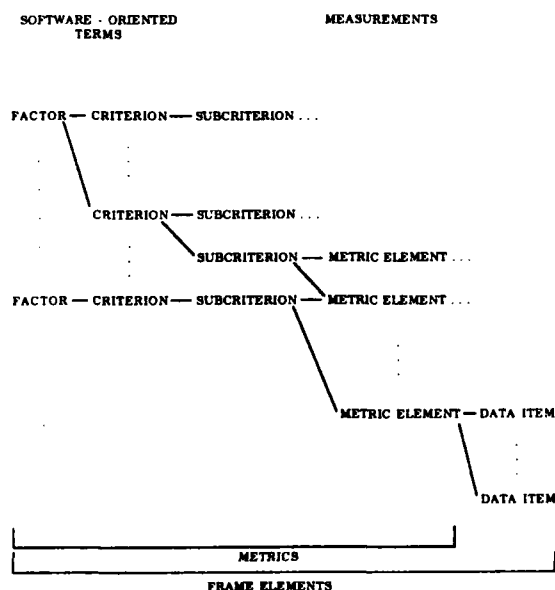 SOFTWARE - ORIENTED TERMS
MEASUREMENTS
FACTOR — CRITERION — SUBCRITERION . . .
CRITERION — SUBCRITERION . . .
SUBCRITERION — METRIC ELEMENT . . .
FACTOR — CRITERION — SUBCRITERION — METRIC ELEMENT . . .
METRIC ELEMENT — DATA ITEM
DATA ITEM
METRICS
FRAME ELEMENTS